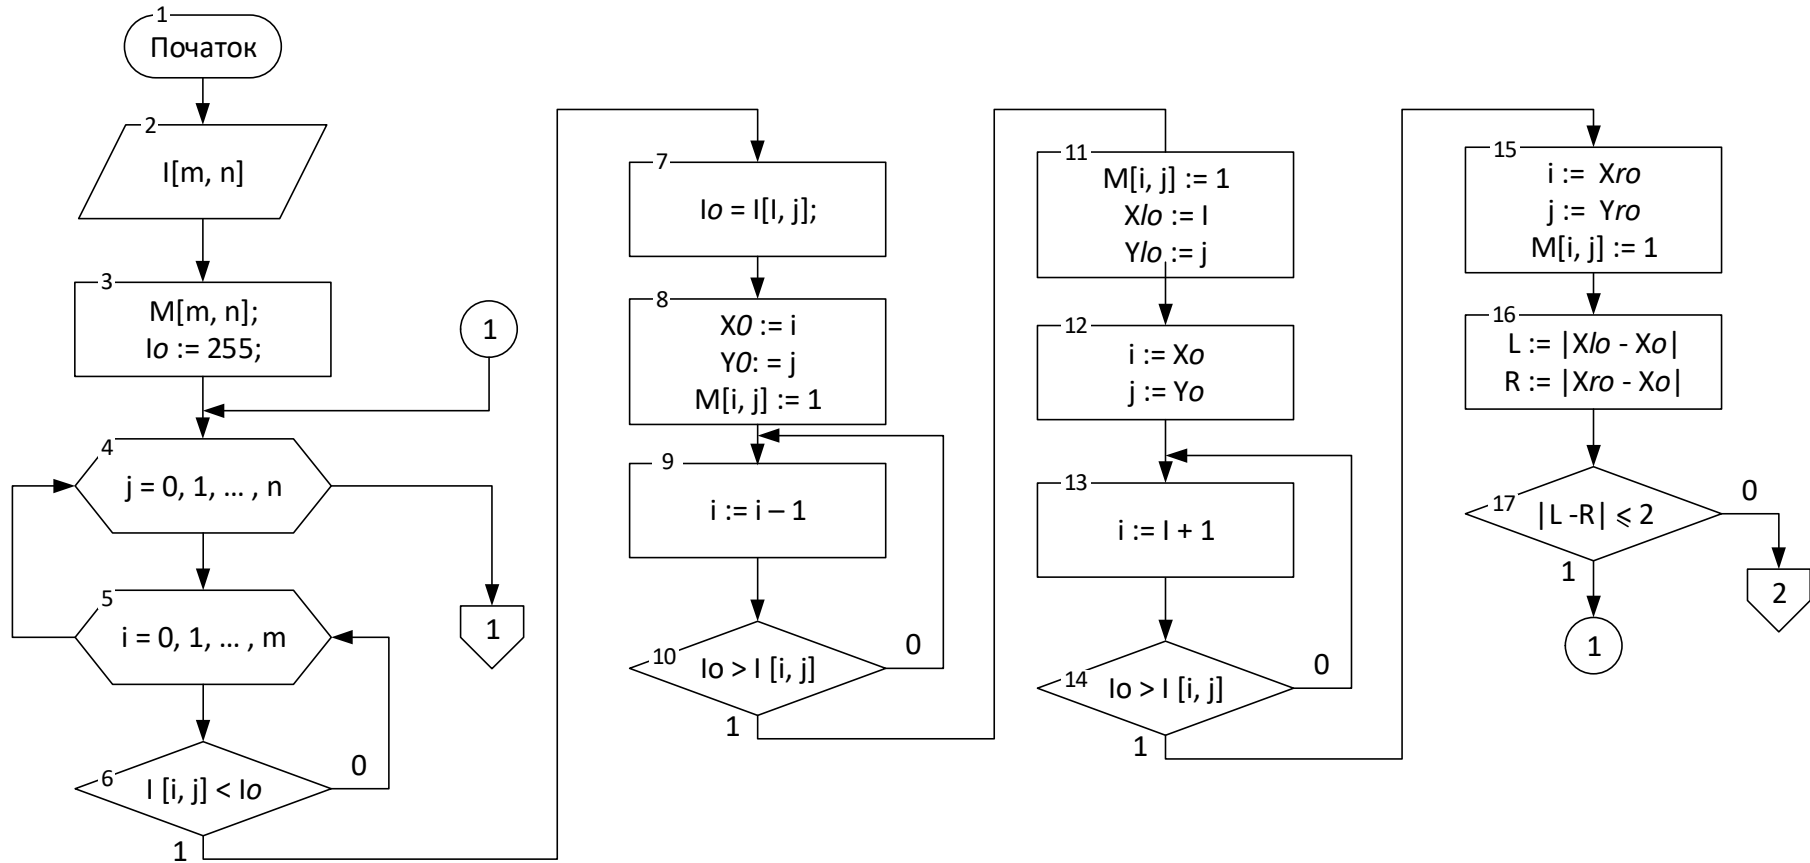 1
Початок
2
I[m, n]
3
M[m, n];
Io := 255;
1
4
j = 0, 1, ... , n
5
i = 0, 1, ... , m
1
6
I [i, j] < Io
0
1
7
Io = I[I, j];
8
X0 := i
Y0: = j
M[i, j] := 1
9
i := i – 1
10
Io > I [i, j]
0
1
11
M[i, j] := 1
Xlo := I
Ylo := j
12
i := Xo
j := Yo
13
i := I + 1
14
Io > I [i, j]
0
1
15
i := Xro
j := Yro
M[i, j] := 1
16
L := |Xlo - Xo|
R := |Xro - Xo|
17
|L -R| ⩽ 2
0
1
2
1